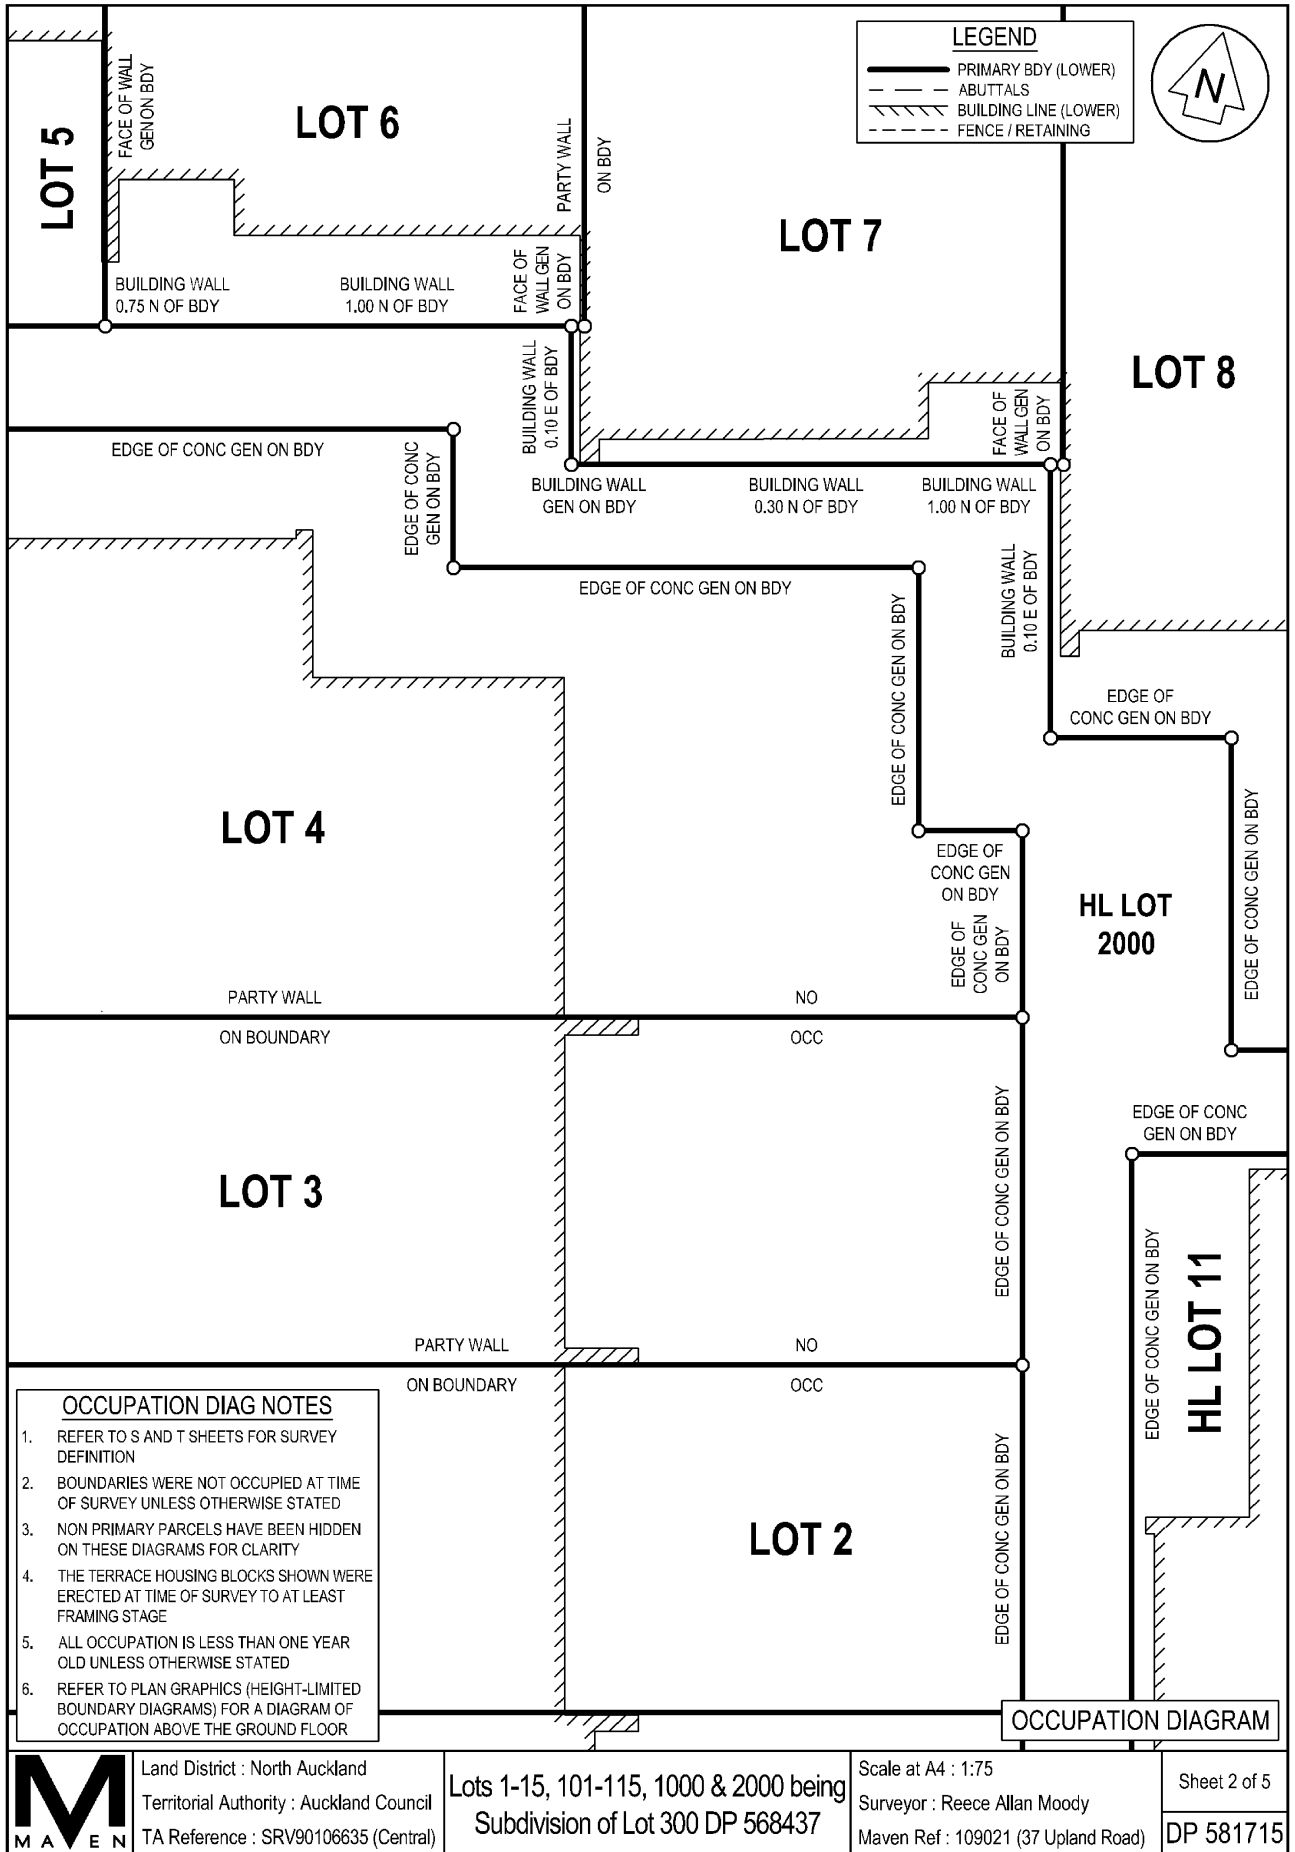 LEGEND
PRIMARY BDY (LOWER)
ABUTTALS
BUILDING LINE (LOWER)
FENCE / RETAINING
N
LOT 5
FACE OF WALL
GEN ON BDY
LOT 6
PARTY WALL
ON BDY
LOT 7
LOT 8
BUILDING WALL
0.75 N OF BDY
BUILDING WALL
1.00 N OF BDY
FACE OF
WALL GEN
ON BDY
BUILDING WALL
0.10 E OF BDY
FACE OF
WALL GEN
ON BDY
EDGE OF CONC GEN ON BDY
EDGE OF CONC
GEN ON BDY
BUILDING WALL
GEN ON BDY
BUILDING WALL
0.30 N OF BDY
BUILDING WALL
1.00 N OF BDY
BUILDING WALL
0.10 E OF BDY
EDGE OF CONC GEN ON BDY
EDGE OF CONC GEN ON BDY
EDGE OF
CONC GEN ON BDY
LOT 4
EDGE OF
CONC GEN
ON BDY
EDGE OF
CONC GEN
ON BDY
HL LOT
2000
EDGE OF CONC GEN ON BDY
PARTY WALL
ON BOUNDARY
NO
OCC
EDGE OF CONC GEN ON BDY
EDGE OF CONC
GEN ON BDY
LOT 3
EDGE OF CONC GEN ON BDY
HL LOT 11
PARTY WALL
ON BOUNDARY
NO
OCC
EDGE OF CONC GEN ON BDY
LOT 2
OCCUPATION DIAG NOTES
1. REFER TO S AND T SHEETS FOR SURVEY
DEFINITION
2. BOUNDARIES WERE NOT OCCUPIED AT TIME
OF SURVEY UNLESS OTHERWISE STATED
3. NON PRIMARY PARCELS HAVE BEEN HIDDEN
ON THESE DIAGRAMS FOR CLARITY
4. THE TERRACE HOUSING BLOCKS SHOWN WERE
ERECTED AT TIME OF SURVEY TO AT LEAST
FRAMING STAGE
5. ALL OCCUPATION IS LESS THAN ONE YEAR
OLD UNLESS OTHERWISE STATED
6. REFER TO PLAN GRAPHICS (HEIGHT-LIMITED
BOUNDARY DIAGRAMS) FOR A DIAGRAM OF
OCCUPATION ABOVE THE GROUND FLOOR
OCCUPATION DIAGRAM
M
MAVEN
Land District : North Auckland
Territorial Authority : Auckland Council
TA Reference : SRV90106635 (Central)
Lots 1-15, 101-115, 1000 & 2000 being
Subdivision of Lot 300 DP 568437
Scale at A4 : 1:75
Surveyor : Reece Allan Moody
Maven Ref : 109021 (37 Upland Road)
Sheet 2 of 5
DP 581715